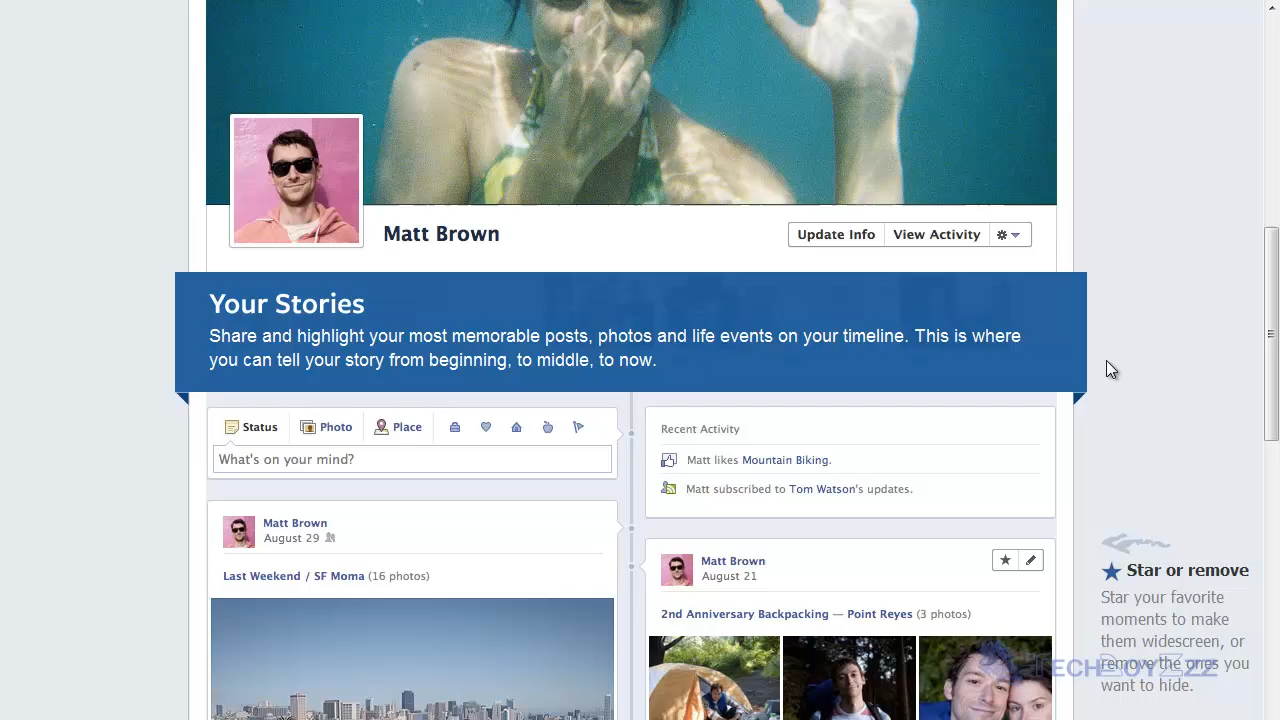 Matt Brown
Update Info
View Activity
Your Stories
Share and highlight your most memorable posts, photos and life events on your timeline. This is where
you can tell your story from beginning, to middle, to now.
Status
Photo
Place
What's on your mind?
Matt Brown
August 29
Last Weekend / SF Moma (16 photos)
Recent Activity
Matt likes Mountain Biking.
Matt subscribed to Tom Watson's updates.
Matt Brown
August 21
2nd Anniversary Backpacking — Point Reyes (3 photos)
Star or remove
Star your favorite
moments to make
them widescreen, or
remove the ones you
want to hide.
TECHBOYZZZ